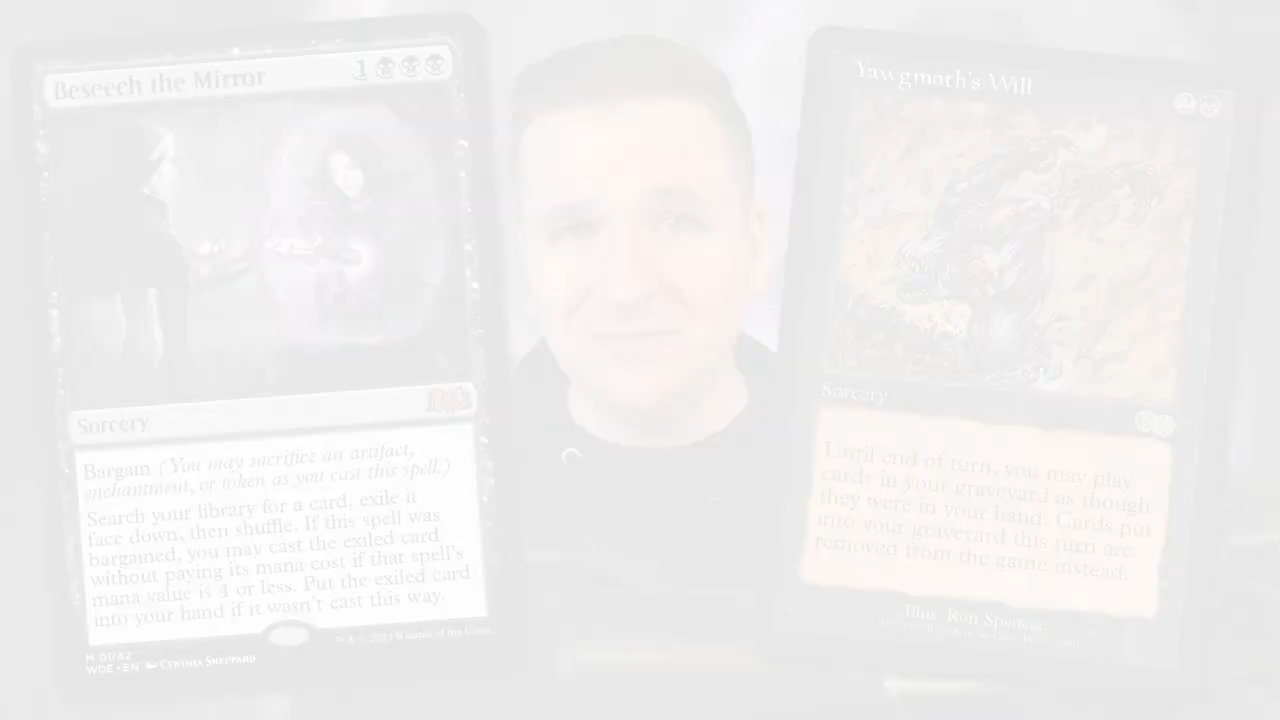 Beseech the Mirror
1
Sorcery
Bargain (You may sacrifice an artifact,
enchantment, or token as you cast this spell.)
Search your library for a card, exile it
face down, then shuffle. If this spell was
bargained, you may cast the exiled card
without paying its mana cost if that spell's
mana value is 4 or less. Put the exiled card
into your hand if it wasn't cast this way.
M 0082
WOE • EN Cynthia Sheppard
Yawgmoth's Will
2
Sorcery
Until end of turn, you may play
cards in your graveyard as though
they were in your hand. Cards put
into your graveyard this turn are
removed from the game instead.
Illus. Ron Spencer